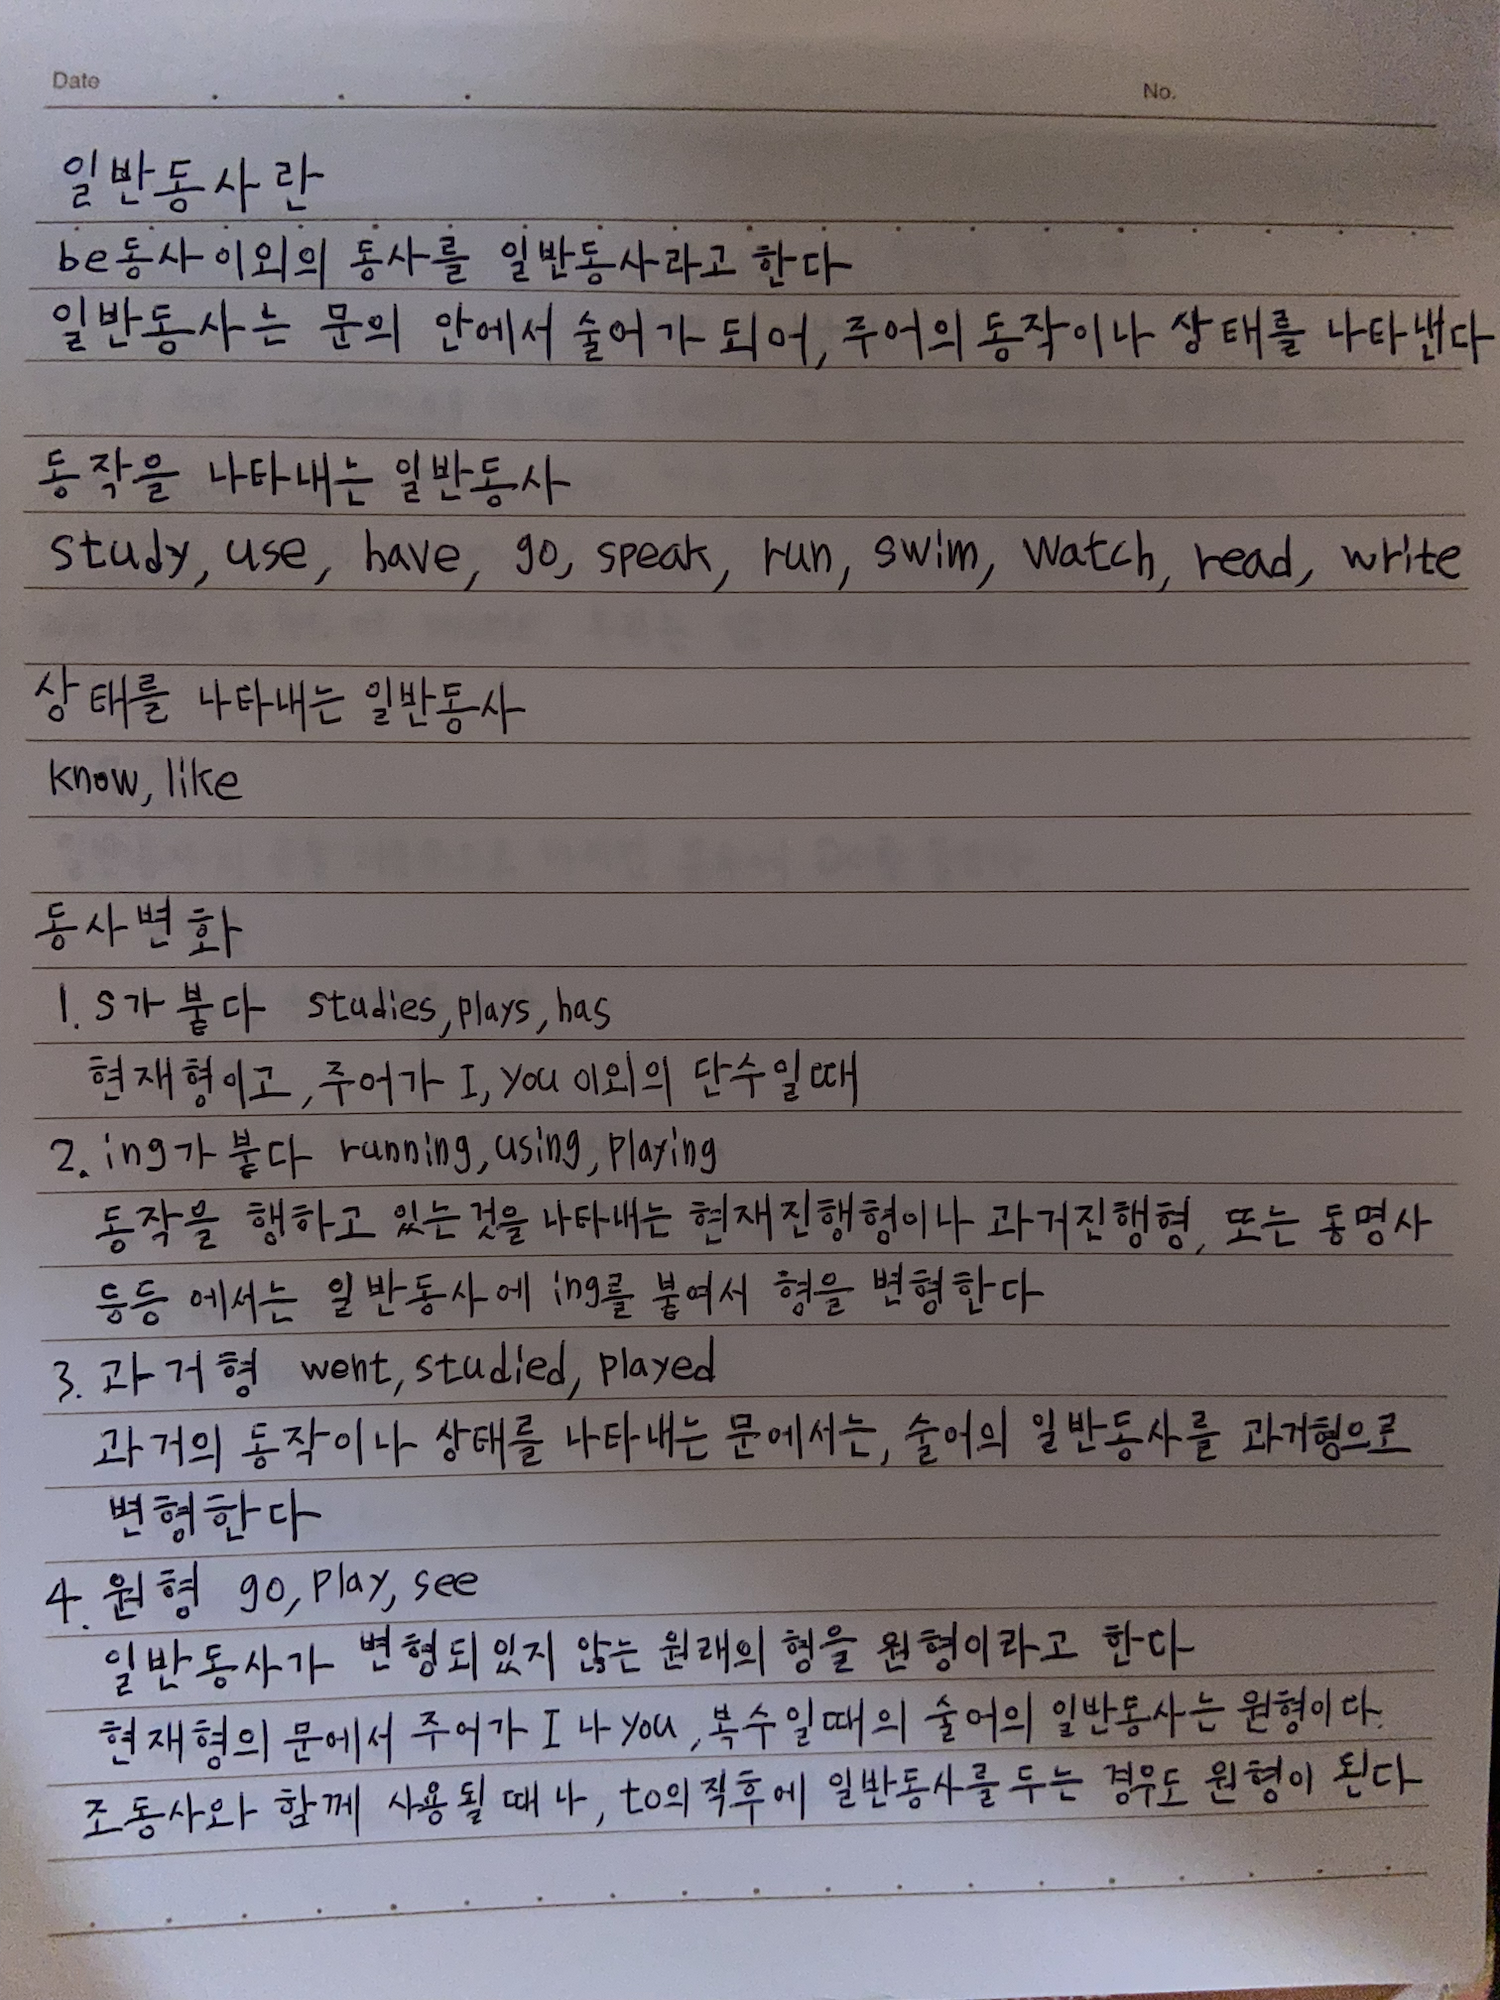 Date
No.
일반동사란
be동사이외의 동사를 일반동사라고 한다
일반동사는 문의 안에서 술어가 되어, 주어의 동작이나 상태를 나타낸다
동작을 나타내는 일반동사
study, use, have, go, speak, run, swim, watch, read, write
상태를 나타내는 일반동사
know, like
동사변화
1. s가 붙다 studies, plays, has
현재형이고, 주어가 I, you 이외의 단수일때
2. ing가 붙다 running, using, playing
동작을 행하고 있는것을 나타내는 현재진행형이나 과거진행형, 또는 동명사
등등 에서는 일반동사에 ing를 붙여서 형을 변형한다
3. 과거형 went, studied, played
과거의 동작이나 상태를 나타내는 문에서는, 술어의 일반동사를 과거형으로
변형한다
4. 원형 go, play, see
일반동사가 변형되있지 않는 원래의 형을 원형이라고 한다
현재형의 문에서 주어가 I 나 you, 복수일때의 술어의 일반동사는 원형이다.
조동사와 함께 사용될 때나, to의 직후에 일반동사를 두는 경우도 원형이 된다